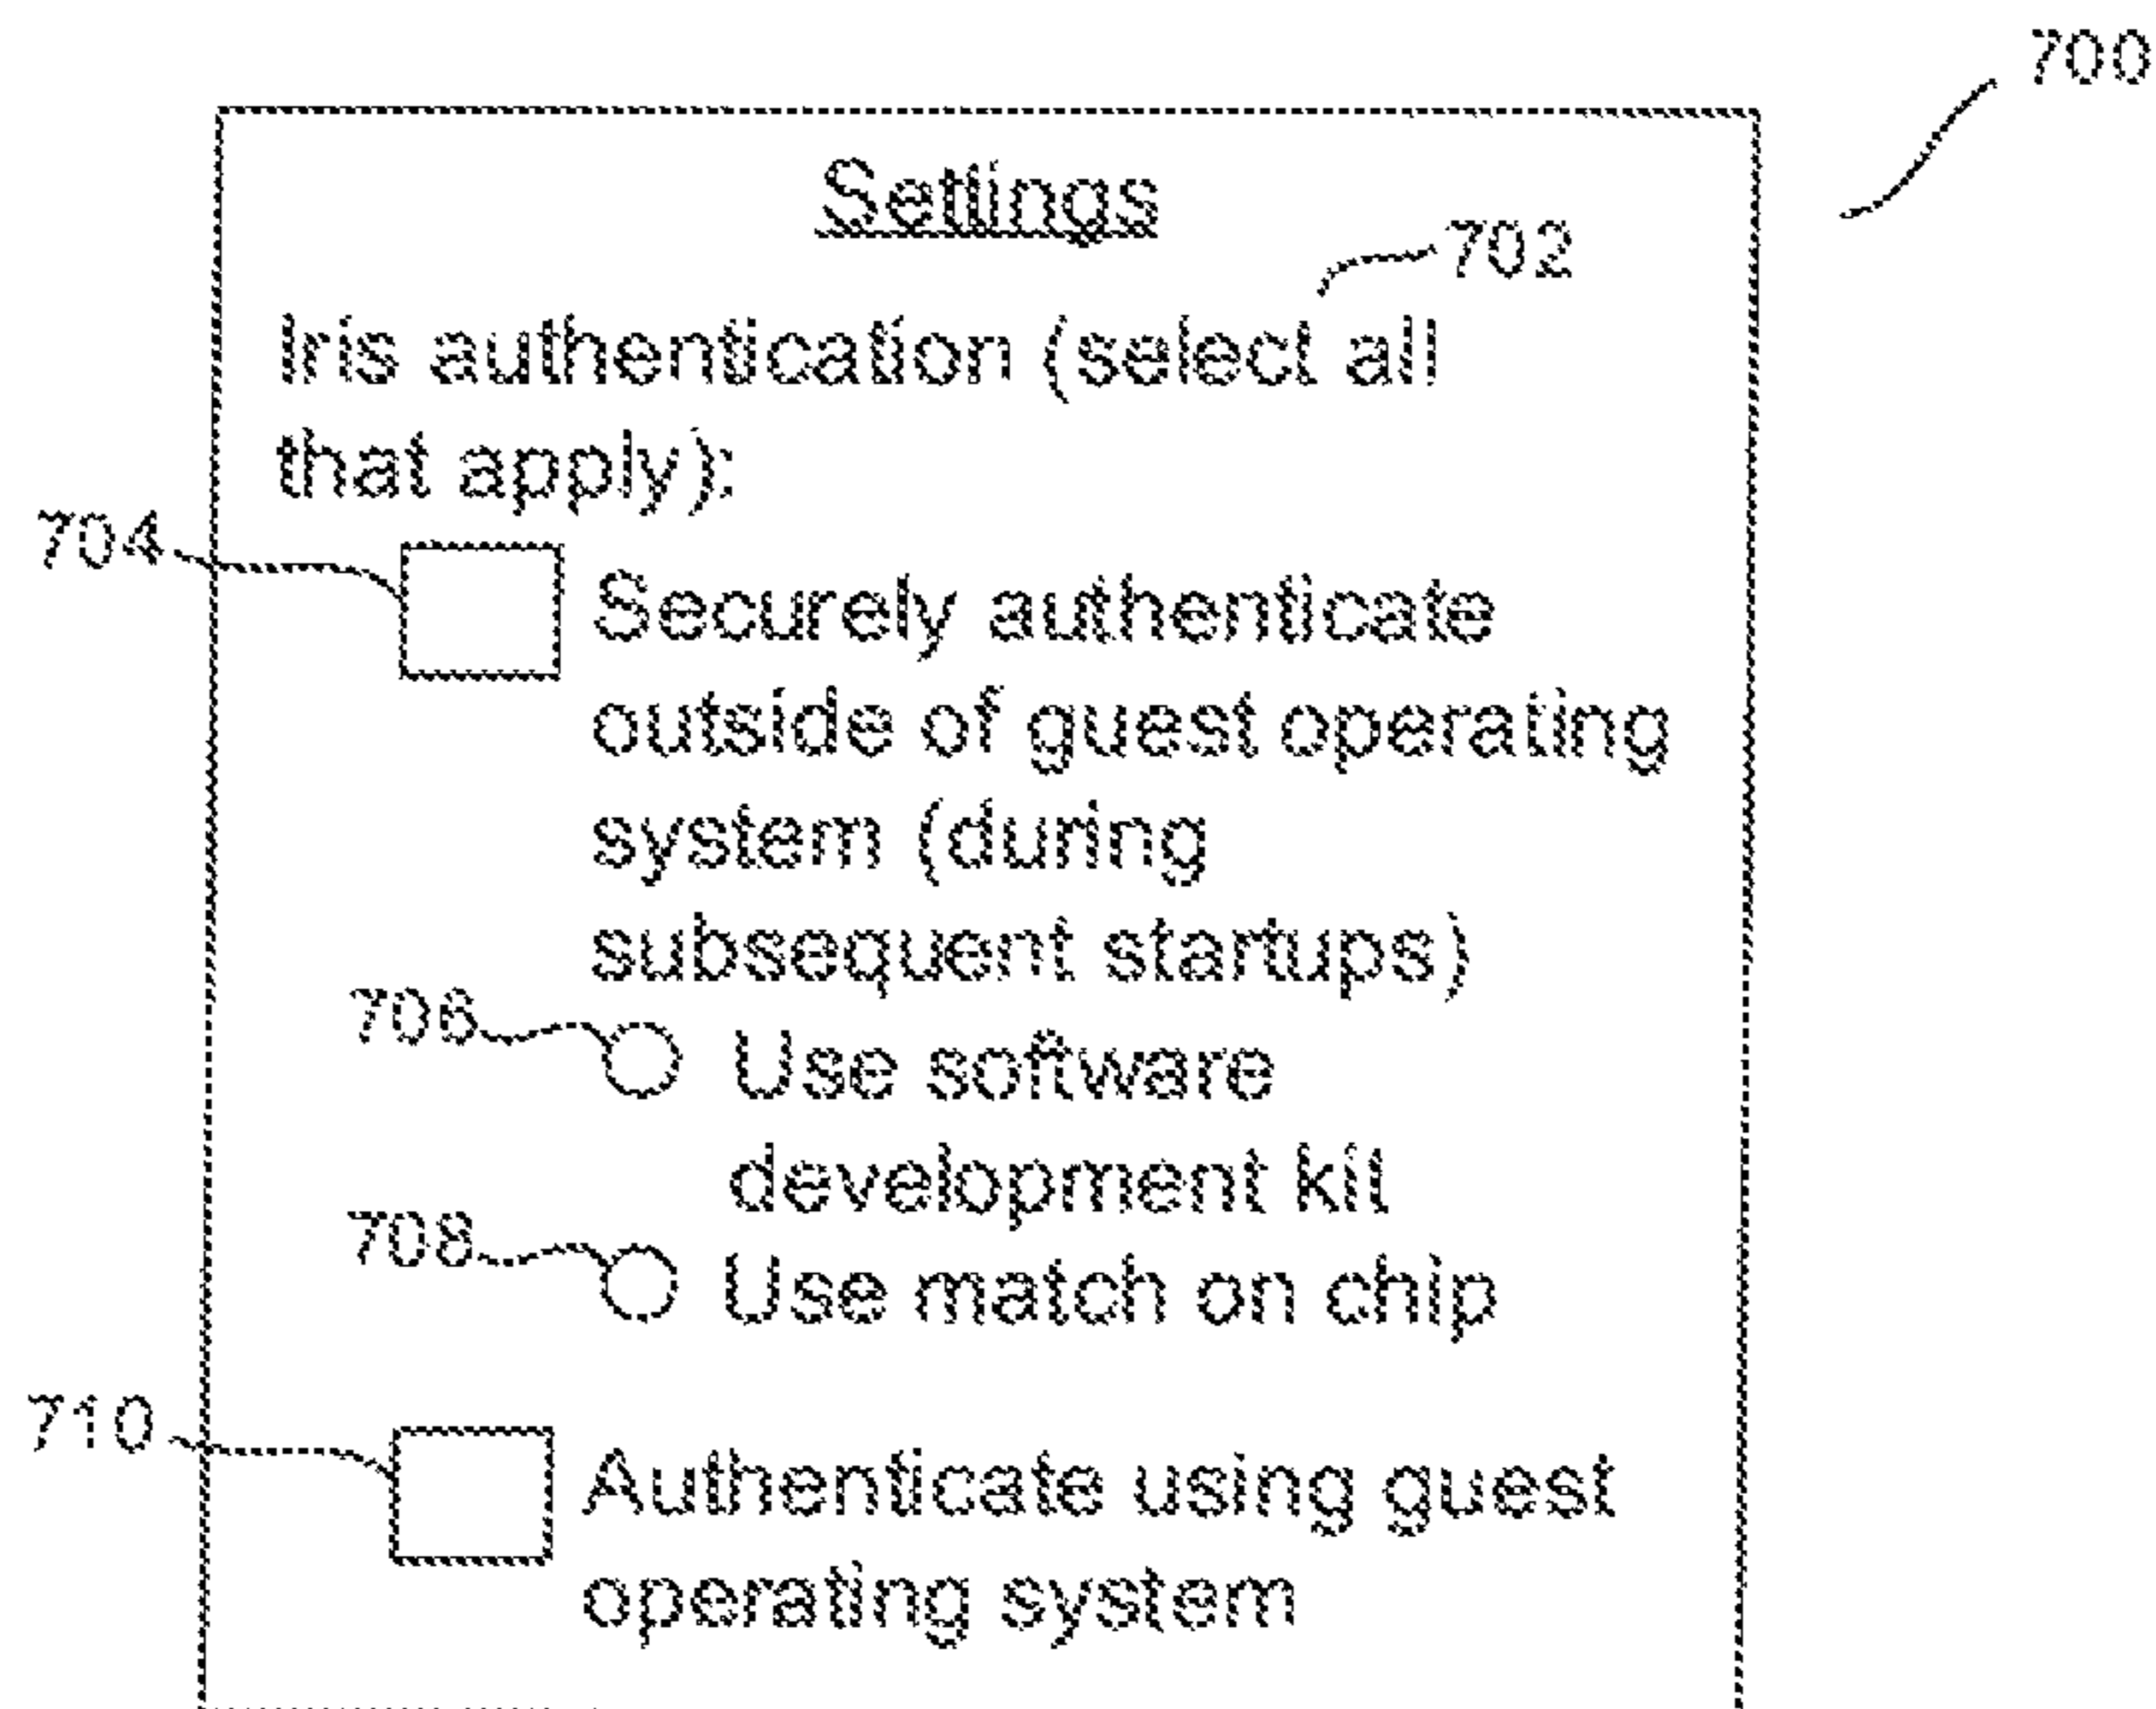 700
Settings
702
Iris authentication (select all
that apply):
704
Securely authenticate
outside of guest operating
system (during
subsequent startups)
706
Use software
development kit
708
Use match on chip
710
Authenticate using guest
operating system